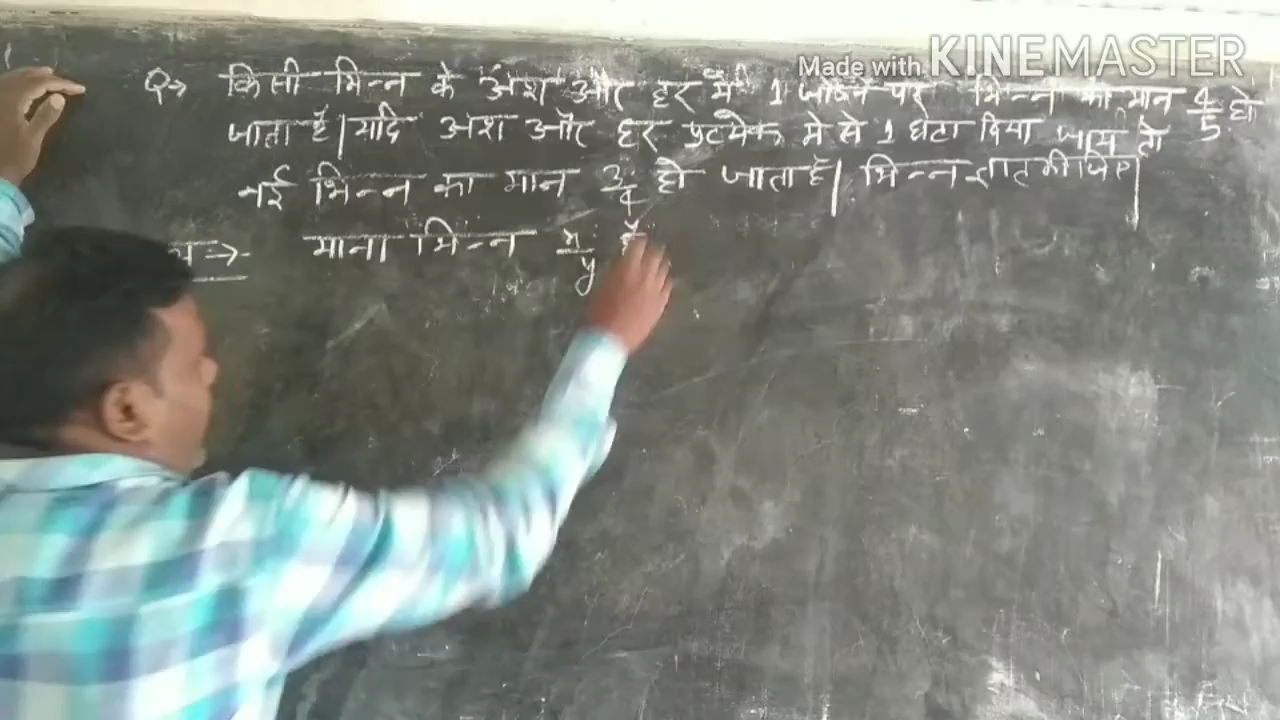 Made with KINEMASTER
Q→ किसी भिन्न के अंश और हर में 1 जोड़ने पर भिन्न का मान 4/5 हो
जाता है। यदि अंश और हर प्रत्येक में से 1 घटा दिया जाय तो
नई भिन्न का मान 3/4 हो जाता है। भिन्न ज्ञात कीजिए।
माना भिन्न x/y है